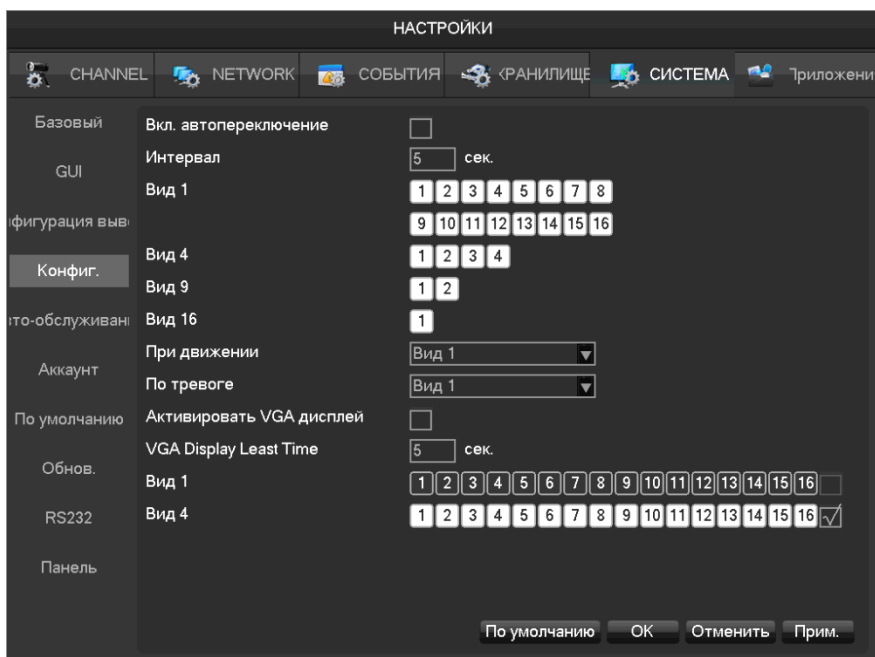 НАСТРОЙКИ
CHANNEL NETWORK СОБЫТИЯ ХРАНИЛИЩЕ СИСТЕМА Приложени
Базовый
GUI
фигурация выв
Конфиг.
то-обслуживани
Аккаунт
По умолчанию
Обнов.
RS232
Панель
Вкл. автопереключение
Интервал 5 сек.
Вид 1 1 2 3 4 5 6 7 8
9 10 11 12 13 14 15 16
Вид 4 1 2 3 4
Вид 9 1 2
Вид 16 1
При движении Вид 1
По тревоге Вид 1
Активировать VGA дисплей
VGA Display Least Time 5 сек.
Вид 1 1 2 3 4 5 6 7 8 9 10 11 12 13 14 15 16
Вид 4 1 2 3 4 5 6 7 8 9 10 11 12 13 14 15 16
По умолчанию OK Отменить Прим.